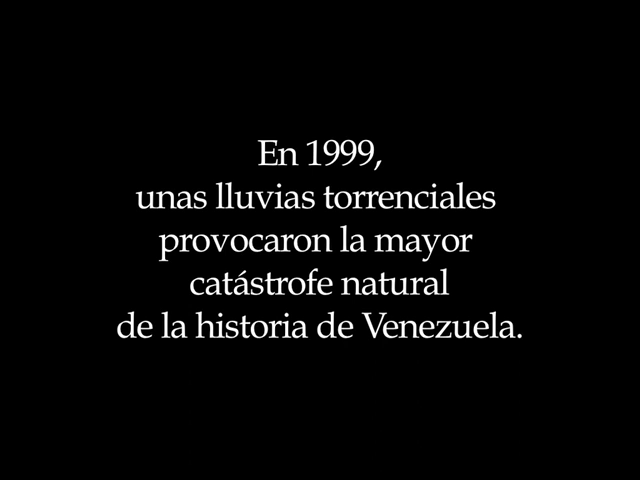 En 1999,
unas lluvias torrenciales
provocaron la mayor
catástrofe natural
de la historia de Venezuela.